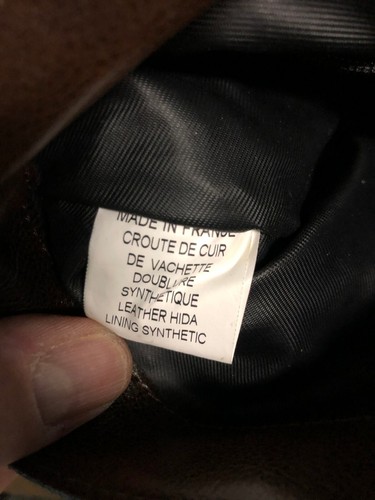 MADE IN FRANCE
CROUTE DE CUIR
DE VACHETTE
DOUBLURE
SYNTHETIQUE
LEATHER HIDA
LINING SYNTHETIC